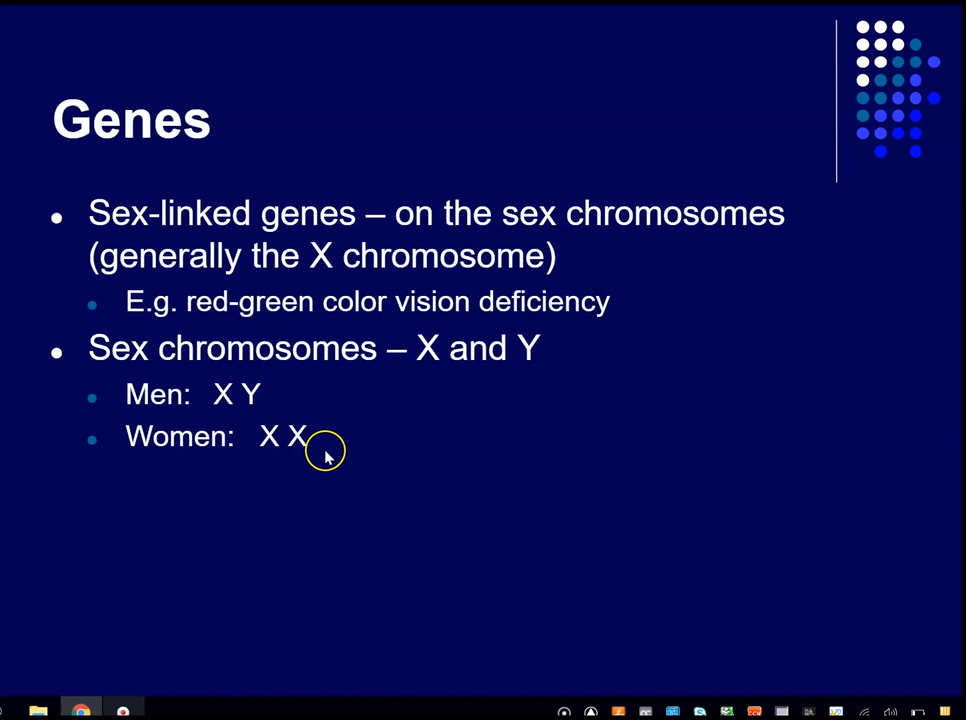 Genes
Sex-linked genes – on the sex chromosomes
(generally the X chromosome)
E.g. red-green color vision deficiency
Sex chromosomes – X and Y
Men: X Y
Women: X X